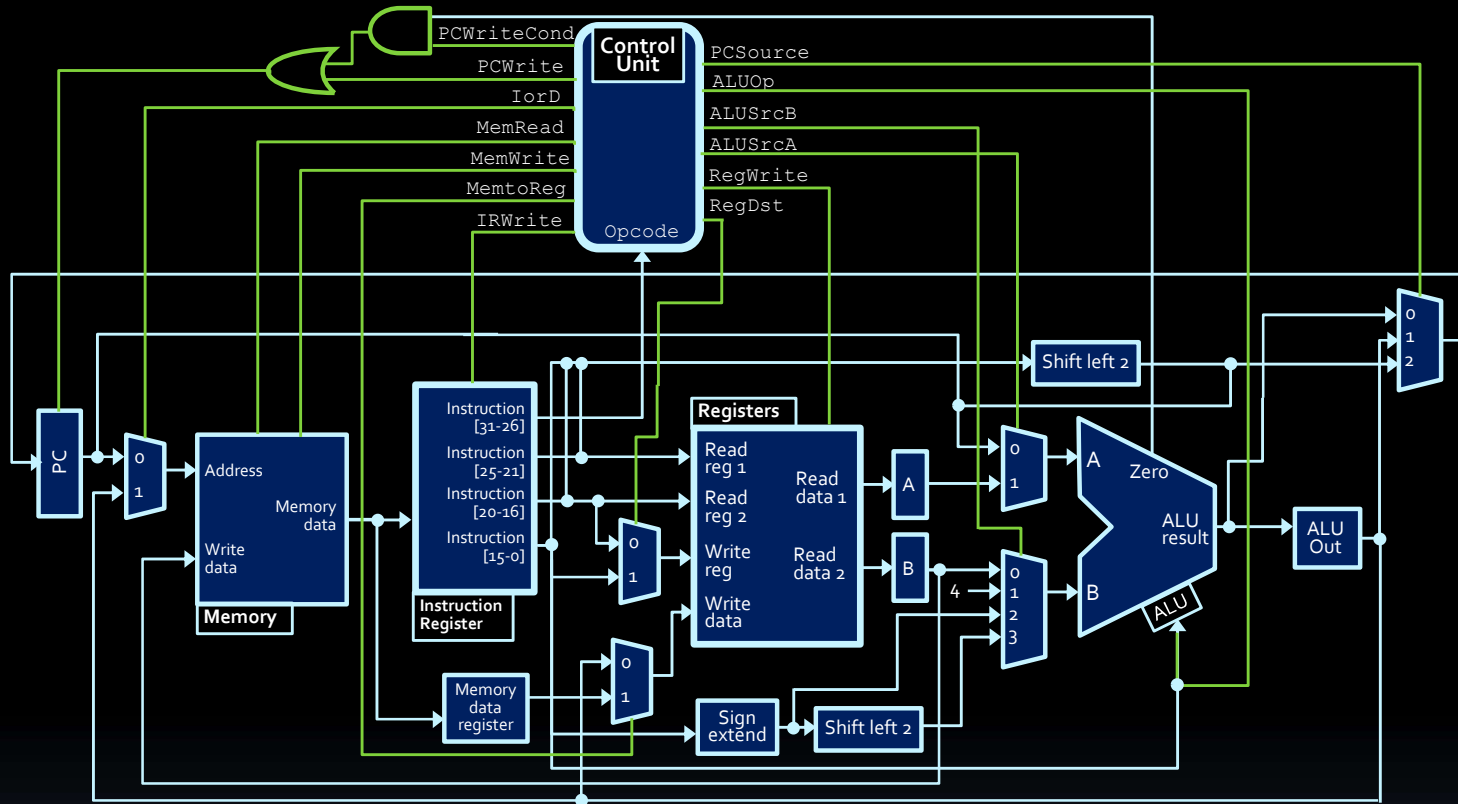 PCWriteCond
PCWrite
IorD
MemRead
MemWrite
MemtoReg
IRWrite
Control
Unit
Opcode
PCSource
ALUOp
ALUSrcB
ALUSrcA
RegWrite
RegDst
0
1
2
Shift left 2
PC
0
1
Address
Memory
data
Write
data
Memory
Instruction
[31-26]
Instruction
[25-21]
Instruction
[20-16]
Instruction
[15-0]
Instruction
Register
0
1
Registers
Read
reg 1
Read
reg 2
Write
reg
Write
data
Read
data 1
Read
data 2
A
B
0
1
4
0
1
2
3
A
B
Zero
ALU
result
ALU
ALU
Out
Memory
data
register
0
1
Sign
extend
Shift left 2